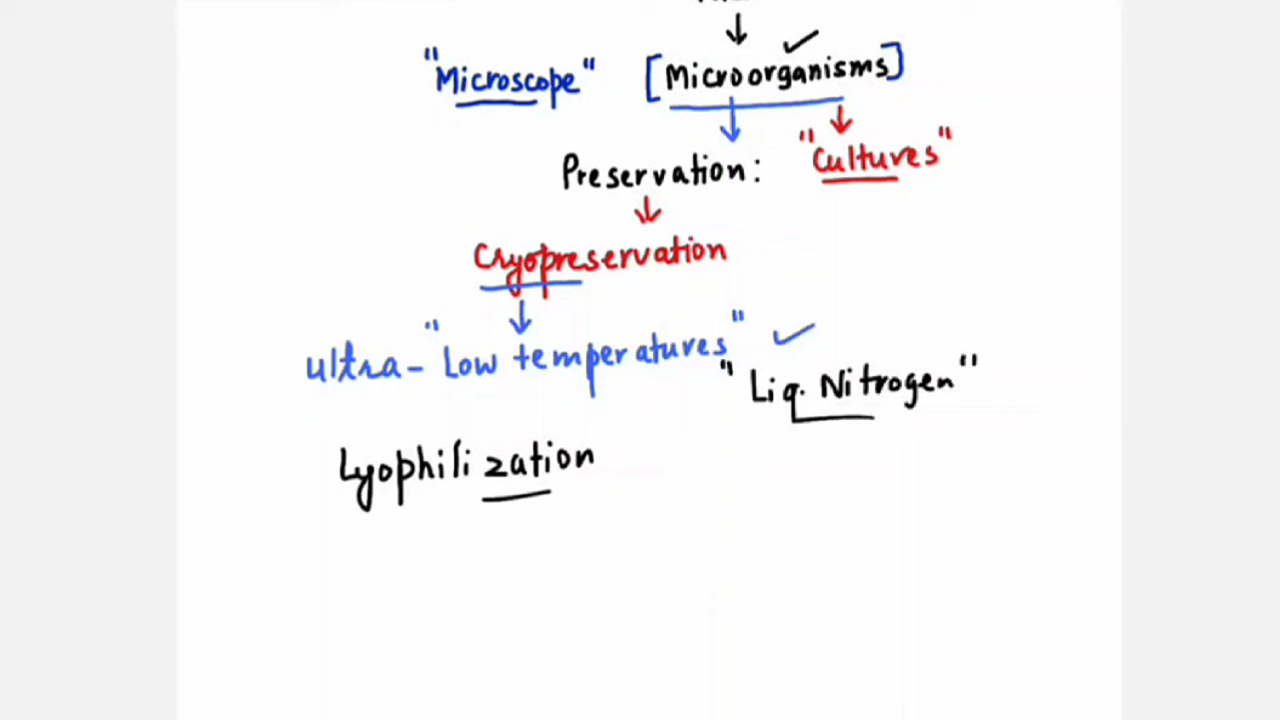 "Microscope" [Microorganisms]
Preservation: "Cultures"
Cryopreservation
Ultra-"Low temperatures"
"Liq. Nitrogen"
Lyophilization